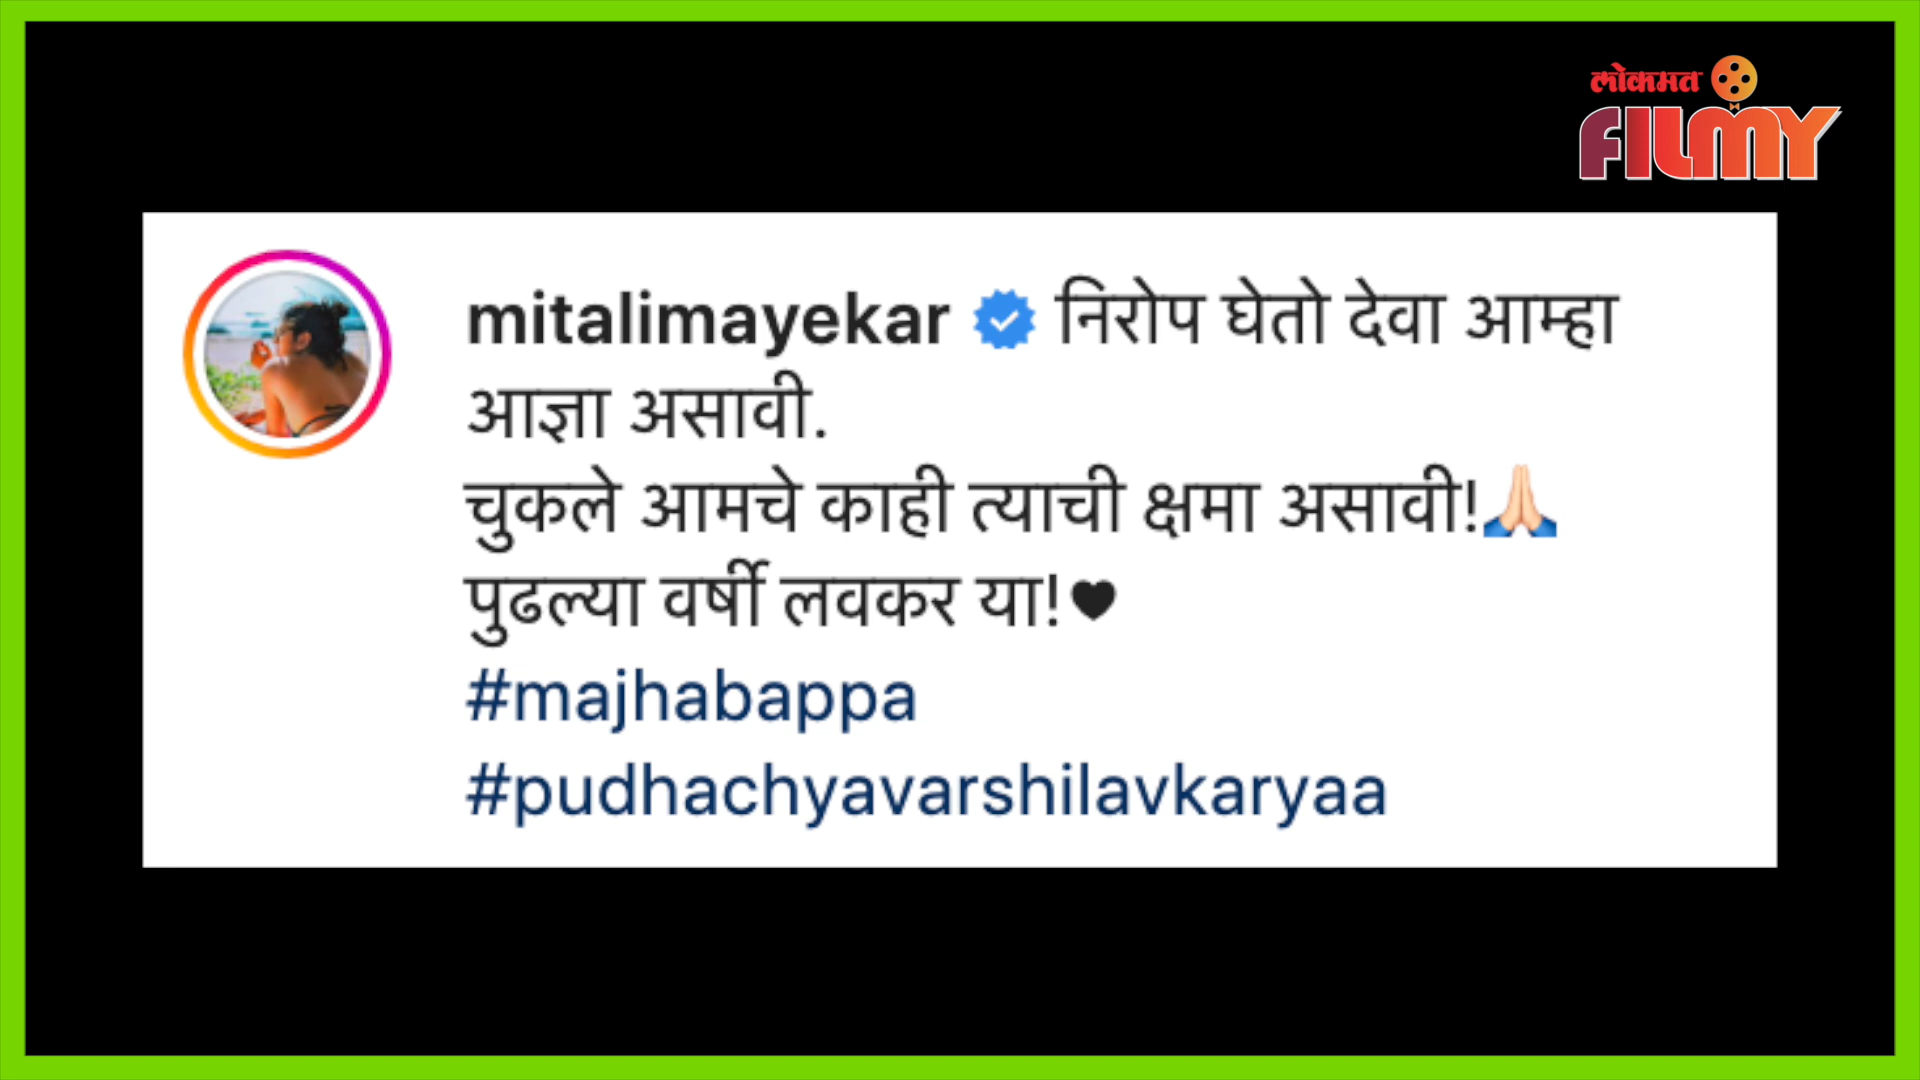 लोकमत
FILMY
mitalimayekar निरोप घेतो देवा आम्हा
आज्ञा असावी.
चुकले आमचे काही त्याची क्षमा असावी!🙏🏻
पुढल्या वर्षी लवकर या!♥
#majhabappa
#pudhachyavarshilavkaryaa